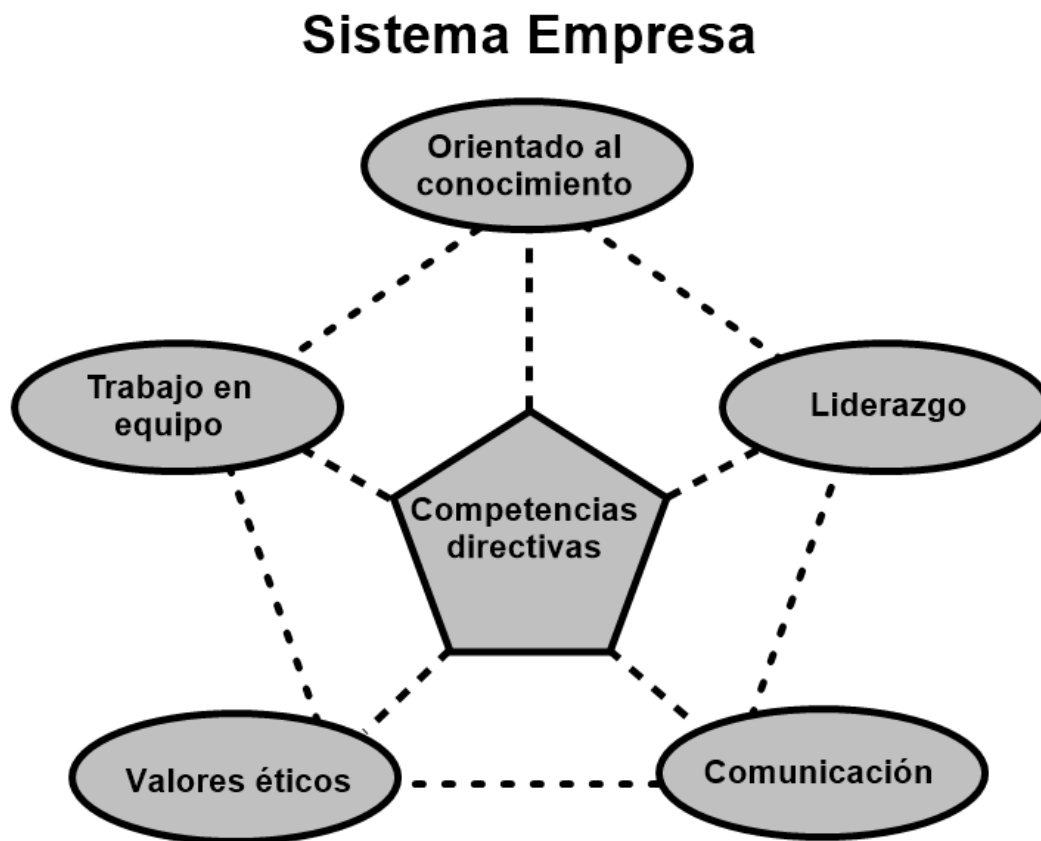 Sistema Empresa
Orientado al
conocimiento
Trabajo en
equipo
Liderazgo
Competencias
directivas
Valores éticos
Comunicación